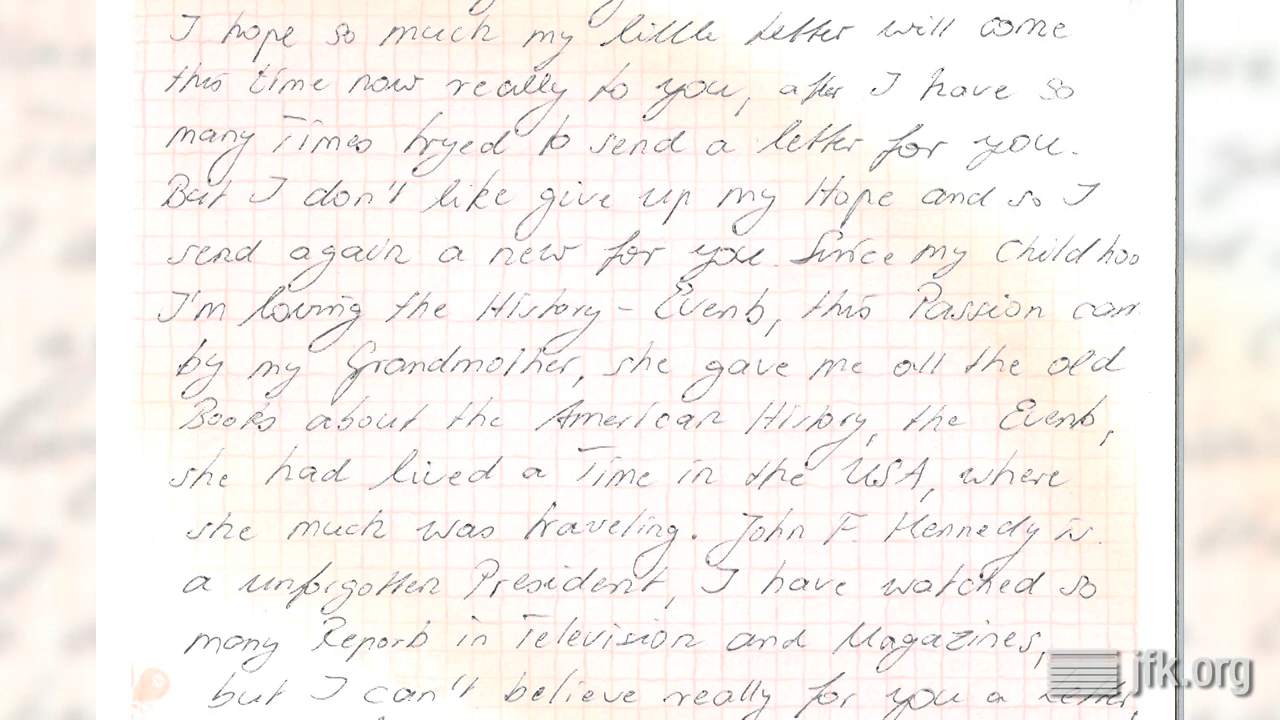 I hope so much my little letter will come
this time now really to you, after I have so
many Times tryed to send a letter for you.
But I don't like give up my Hope and so I
send again a new for you. Since my Childhoo
I'm loving the History - Events, this Passion cam
by my Grandmother, she gave me all the old
Books about the American History, the Events,
she had lived a Time in the USA, where
she much was traveling. John F. Kennedy is
a unforgotten President, I have watched so
many Reports in Television and Magazines,
but I can't believe really for you a letter,
jfk.org